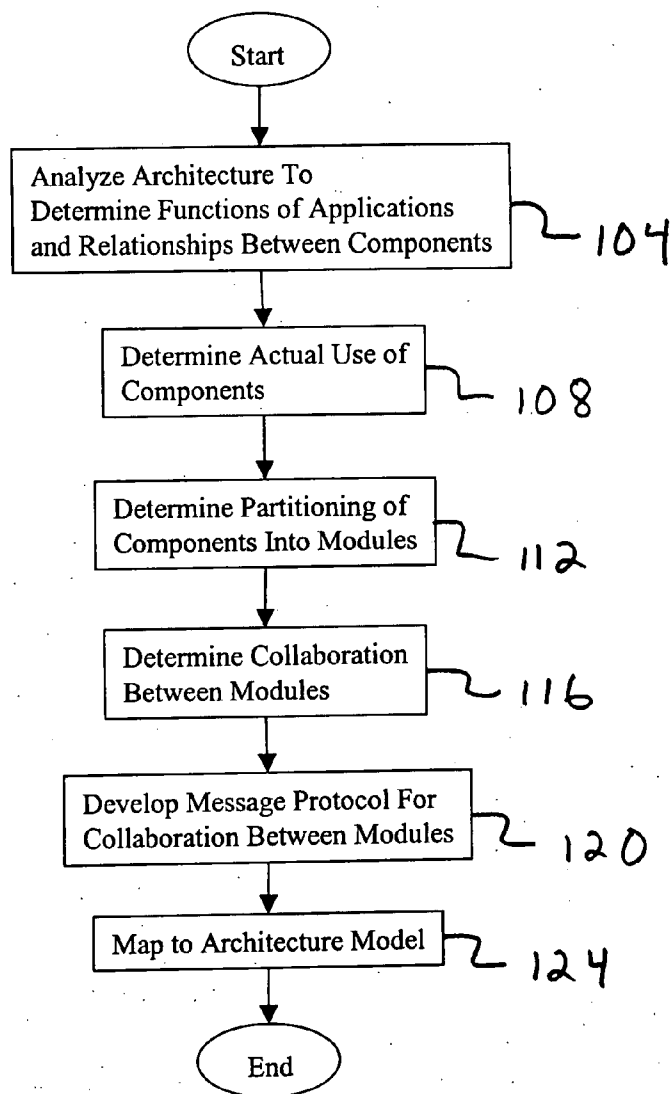 Start
Analyze Architecture To
Determine Functions of Applications
and Relationships Between Components
104
Determine Actual Use of
Components
108
Determine Partitioning of
Components Into Modules
112
Determine Collaboration
Between Modules
116
Develop Message Protocol For
Collaboration Between Modules
120
Map to Architecture Model
124
End